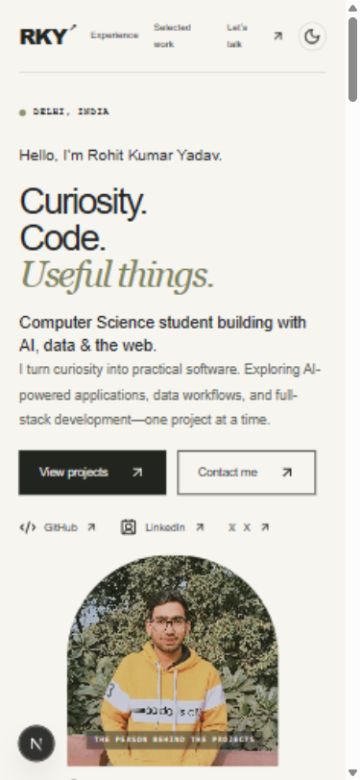 RKY↗
Experience
Selected work
Let's talk ↗
DELHI, INDIA
Hello, I'm Rohit Kumar Yadav.
Curiosity.
Code.
Useful things.
Computer Science student building with
AI, data & the web.
I turn curiosity into practical software. Exploring AI-
powered applications, data workflows, and full-
stack development—one project at a time.
View projects ↗
Contact me ↗
</> GitHub ↗
LinkedIn ↗
X X ↗
THE PERSON BEHIND THE PROJECTS
N